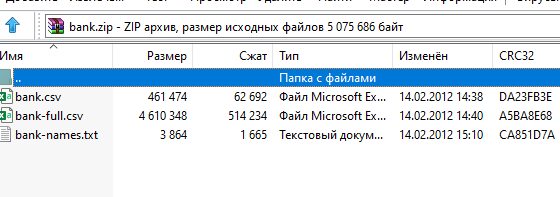 bank.zip - ZIP архив, размер исходных файлов 5 075 686 байт
Имя Размер Сжат Тип Изменён CRC32
.. Папка с файлами
bank.csv 461 474 62 692 Файл Microsoft Ex... 14.02.2012 14:38 DA23FB3E
bank-full.csv 4 610 348 514 234 Файл Microsoft Ex... 14.02.2012 14:40 A5BA8E68
bank-names.txt 3 864 1 665 Текстовый докум... 14.02.2012 15:10 CA851D7A